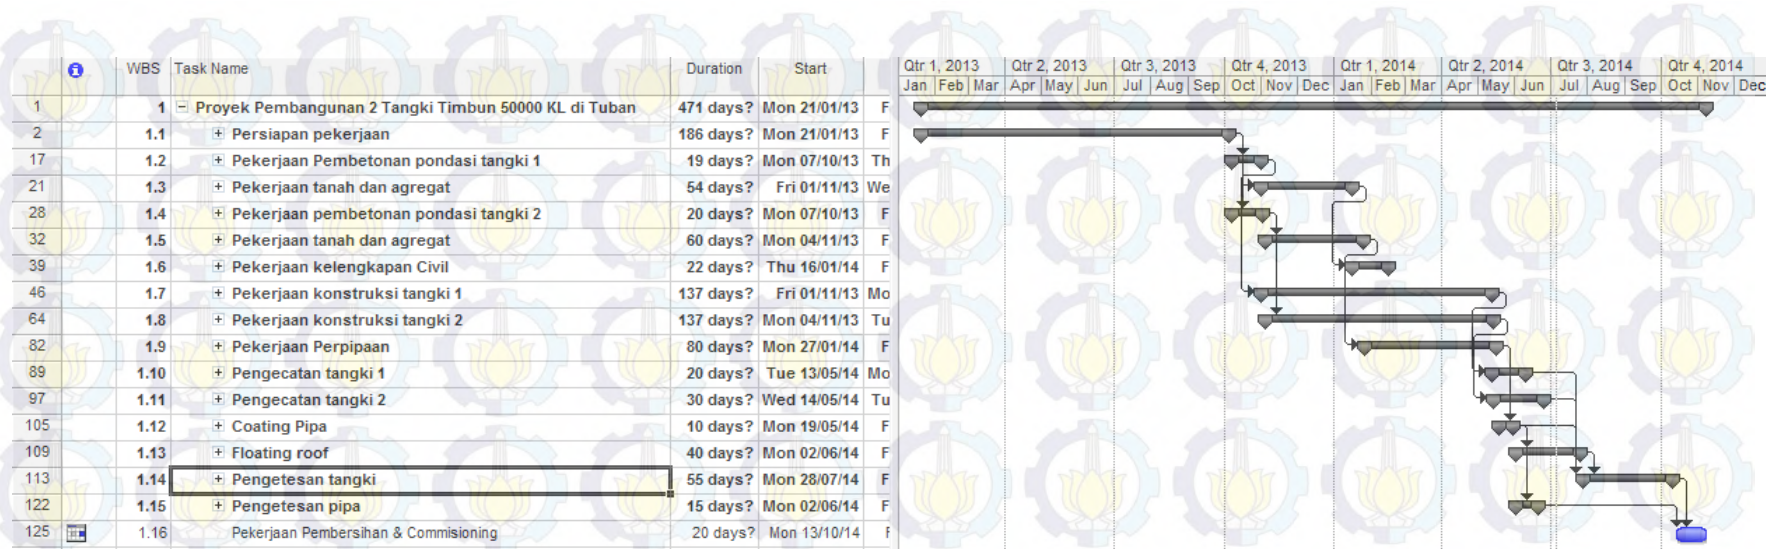 WBS Task Name Duration Start Qtr 1, 2013 Qtr 2, 2013 Qtr 3, 2013 Qtr 4, 2013 Qtr 1, 2014 Qtr 2, 2014 Qtr 3, 2014 Qtr 4, 2014
Jan Feb Mar Apr May Jun Jul Aug Sep Oct Nov Dec Jan Feb Mar Apr May Jun Jul Aug Sep Oct Nov Dec
1 1 Proyek Pembangunan 2 Tangki Timbun 50000 KL di Tuban 471 days? Mon 21/01/13 F
2 1.1 Persiapan pekerjaan 186 days? Mon 21/01/13 F
17 1.2 Pekerjaan Pembetonan pondasi tangki 1 19 days? Mon 07/10/13 Th
21 1.3 Pekerjaan tanah dan agregat 54 days? Fri 01/11/13 We
28 1.4 Pekerjaan pembetonan pondasi tangki 2 20 days? Mon 07/10/13 F
32 1.5 Pekerjaan tanah dan agregat 60 days? Mon 04/11/13 F
39 1.6 Pekerjaan kelengkapan Civil 22 days? Thu 16/01/14 F
46 1.7 Pekerjaan konstruksi tangki 1 137 days? Fri 01/11/13 Mo
64 1.8 Pekerjaan konstruksi tangki 2 137 days? Mon 04/11/13 Tu
82 1.9 Pekerjaan Perpipaan 80 days? Mon 27/01/14 F
89 1.10 Pengecatan tangki 1 20 days? Tue 13/05/14 Mo
97 1.11 Pengecatan tangki 2 30 days? Wed 14/05/14 Tu
105 1.12 Coating Pipa 10 days? Mon 19/05/14 F
109 1.13 Floating roof 40 days? Mon 02/06/14 F
113 1.14 Pengetesan tangki 55 days? Mon 28/07/14 F
122 1.15 Pengetesan pipa 15 days? Mon 02/06/14 F
125 1.16 Pekerjaan Pembersihan & Commisioning 20 days? Mon 13/10/14 F